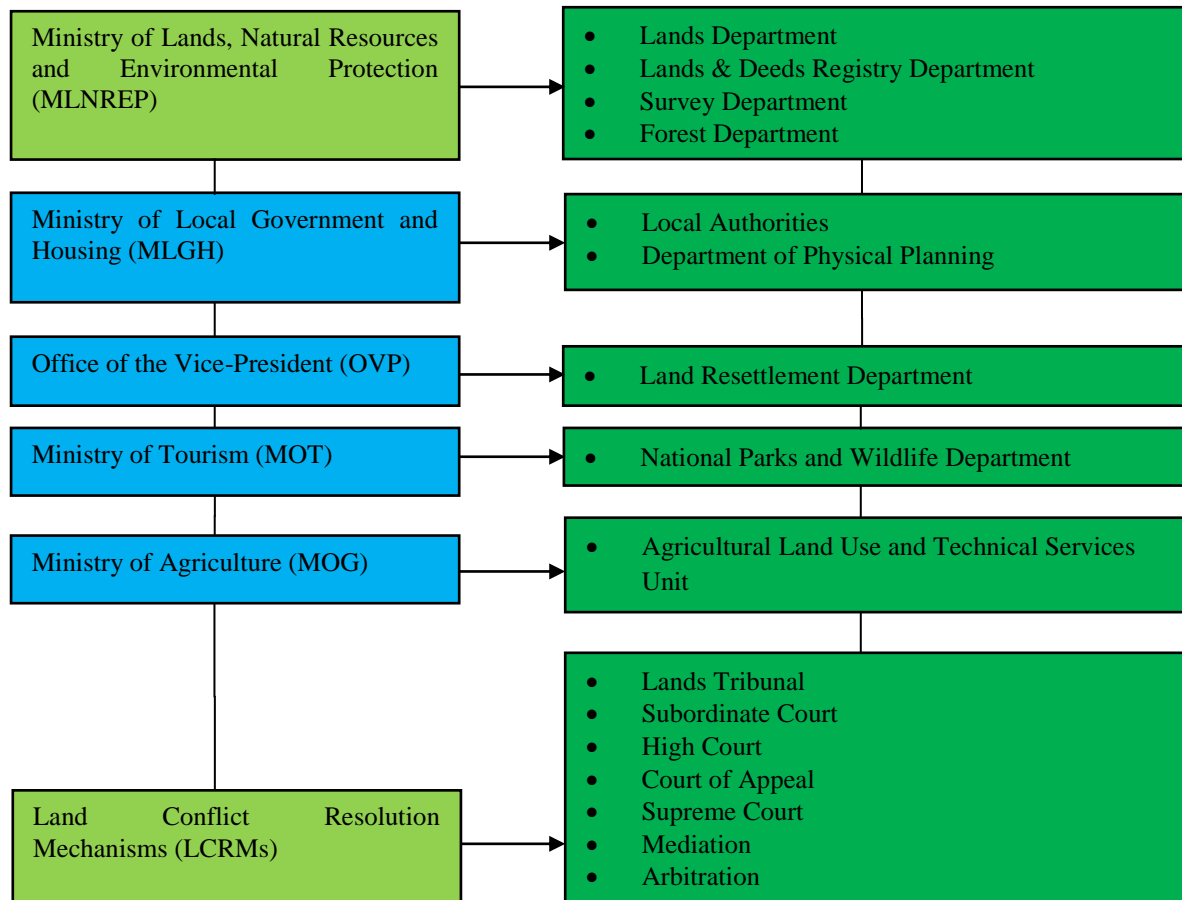 Ministry of Lands, Natural Resources
and Environmental Protection
(MLNREP)
• Lands Department
• Lands & Deeds Registry Department
• Survey Department
• Forest Department
Ministry of Local Government and
Housing (MLGH)
• Local Authorities
• Department of Physical Planning
Office of the Vice-President (OVP)
• Land Resettlement Department
Ministry of Tourism (MOT)
• National Parks and Wildlife Department
Ministry of Agriculture (MOG)
• Agricultural Land Use and Technical Services
Unit
Land Conflict Resolution
Mechanisms (LCRMs)
• Lands Tribunal
• Subordinate Court
• High Court
• Court of Appeal
• Supreme Court
• Mediation
• Arbitration